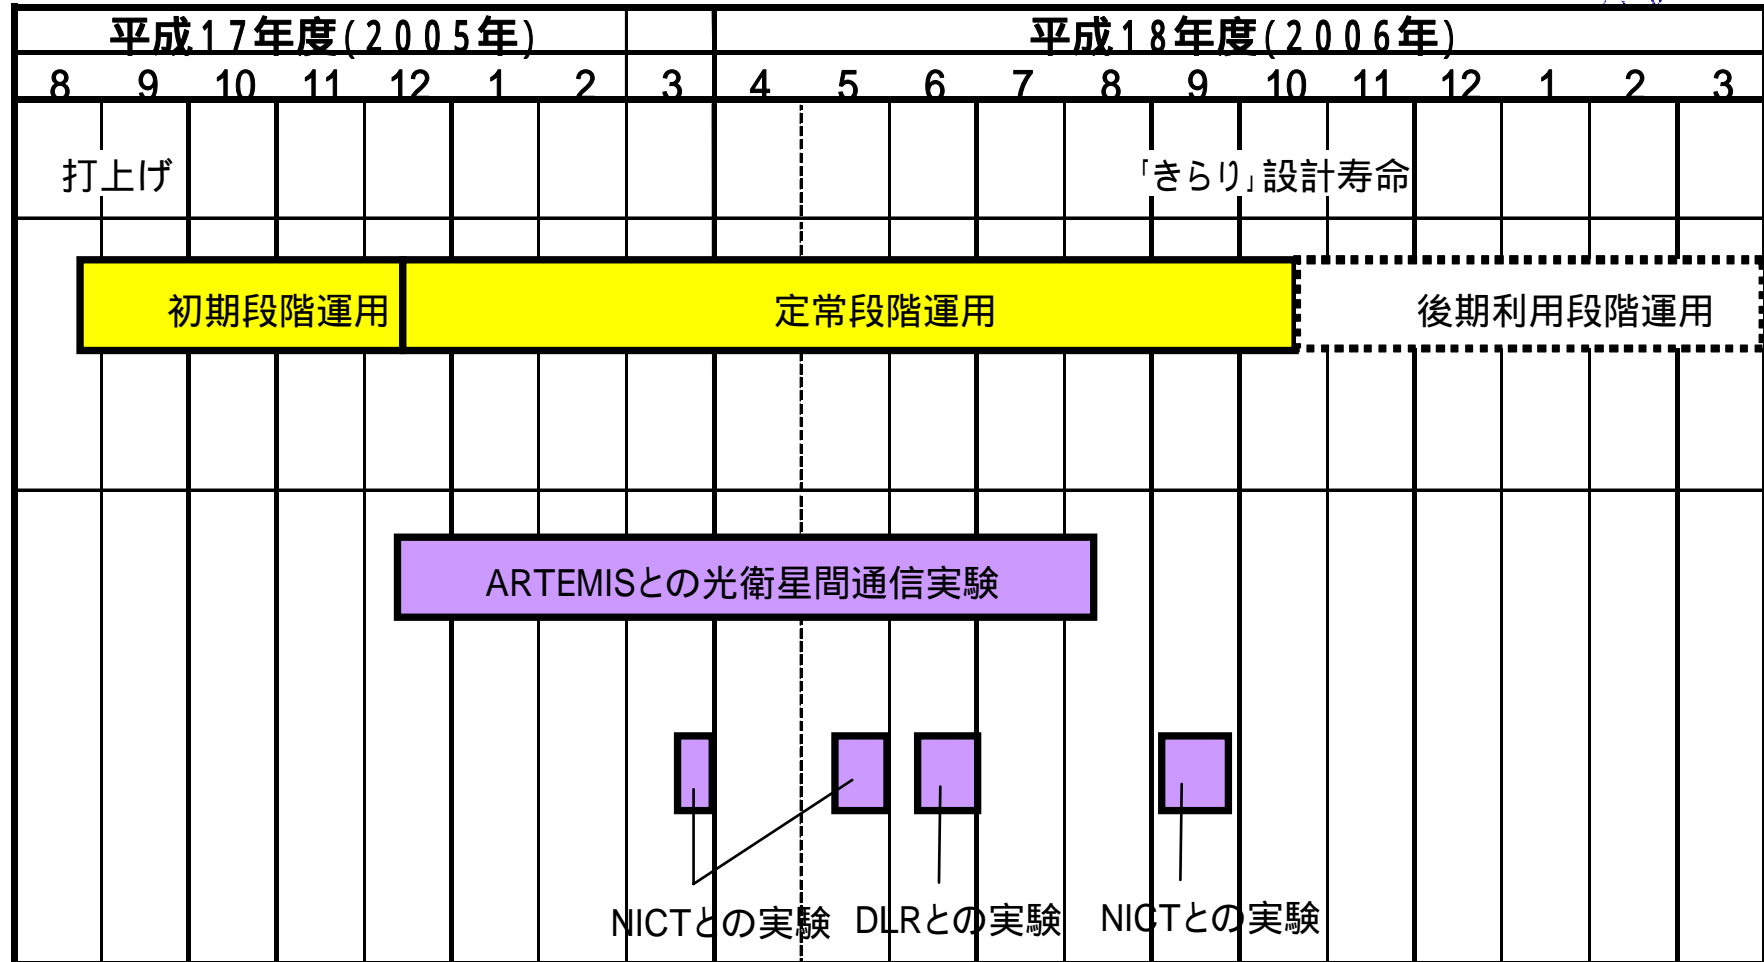 平成17年度(2005年) 平成18年度(2006年)
8 9 10 11 12 1 2 3 4 5 6 7 8 9 10 11 12 1 2 3
打上げ 「きらり」設計寿命
初期段階運用 定常段階運用 後期利用段階運用
ARTEMISとの光衛星間通信実験
NICTとの実験 DLRとの実験 NICTとの実験